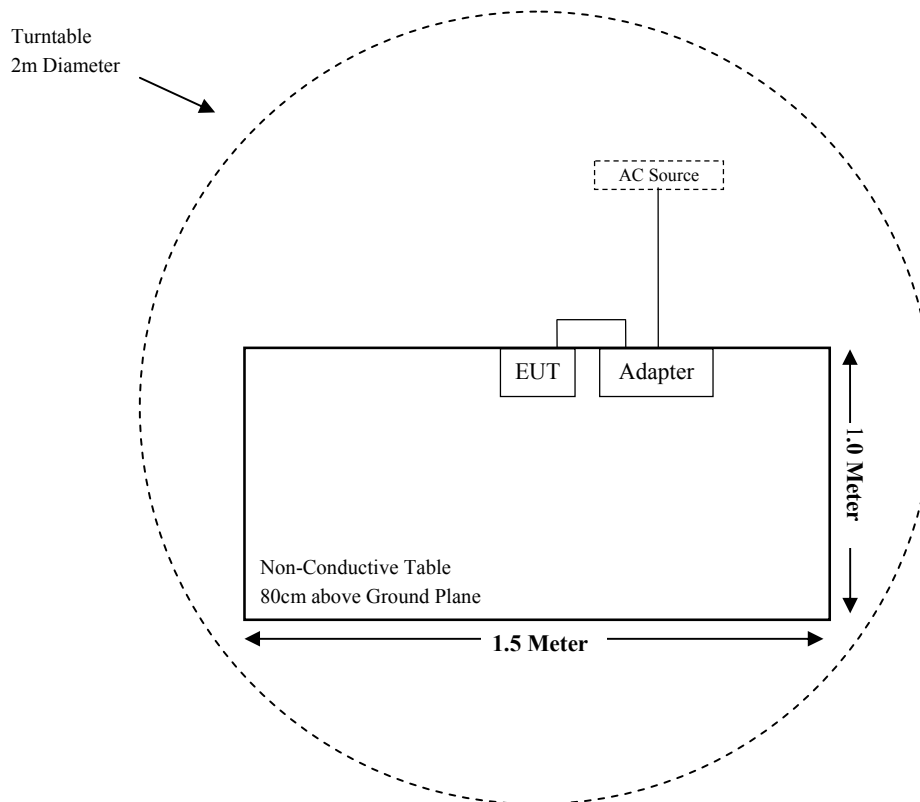 Turntable
2m Diameter
AC Source
EUT
Adapter
1.0 Meter
Non-Conductive Table
80cm above Ground Plane
1.5 Meter